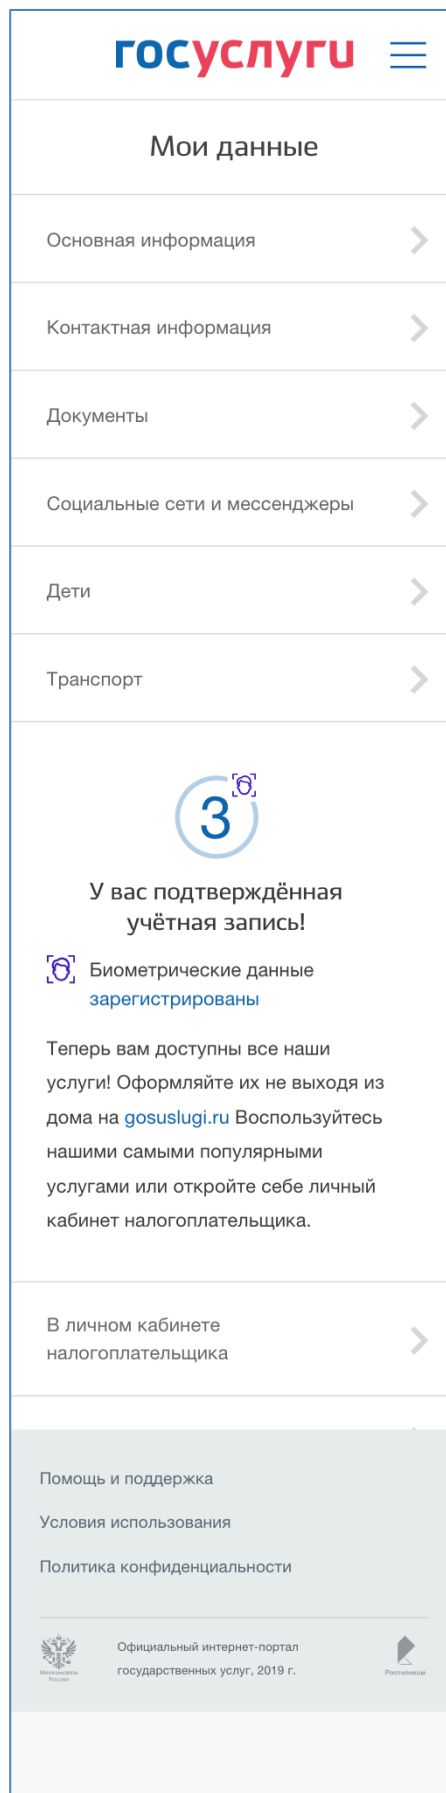 госуслуги
Мои данные
Основная информация
Контактная информация
Документы
Социальные сети и мессенджеры
Дети
Транспорт
3
У вас подтверждённая
учётная запись!
Биометрические данные
зарегистрированы
Теперь вам доступны все наши
услуги! Оформляйте их не выходя из
дома на gosuslugi.ru Воспользуйтесь
нашими самыми популярными
услугами или откройте себе личный
кабинет налогоплательщика.
В личном кабинете
налогоплательщика
Помощь и поддержка
Условия использования
Политика конфиденциальности
Минкомсвязь
России
Официальный интернет-портал
государственных услуг, 2019 г.
Ростелеком